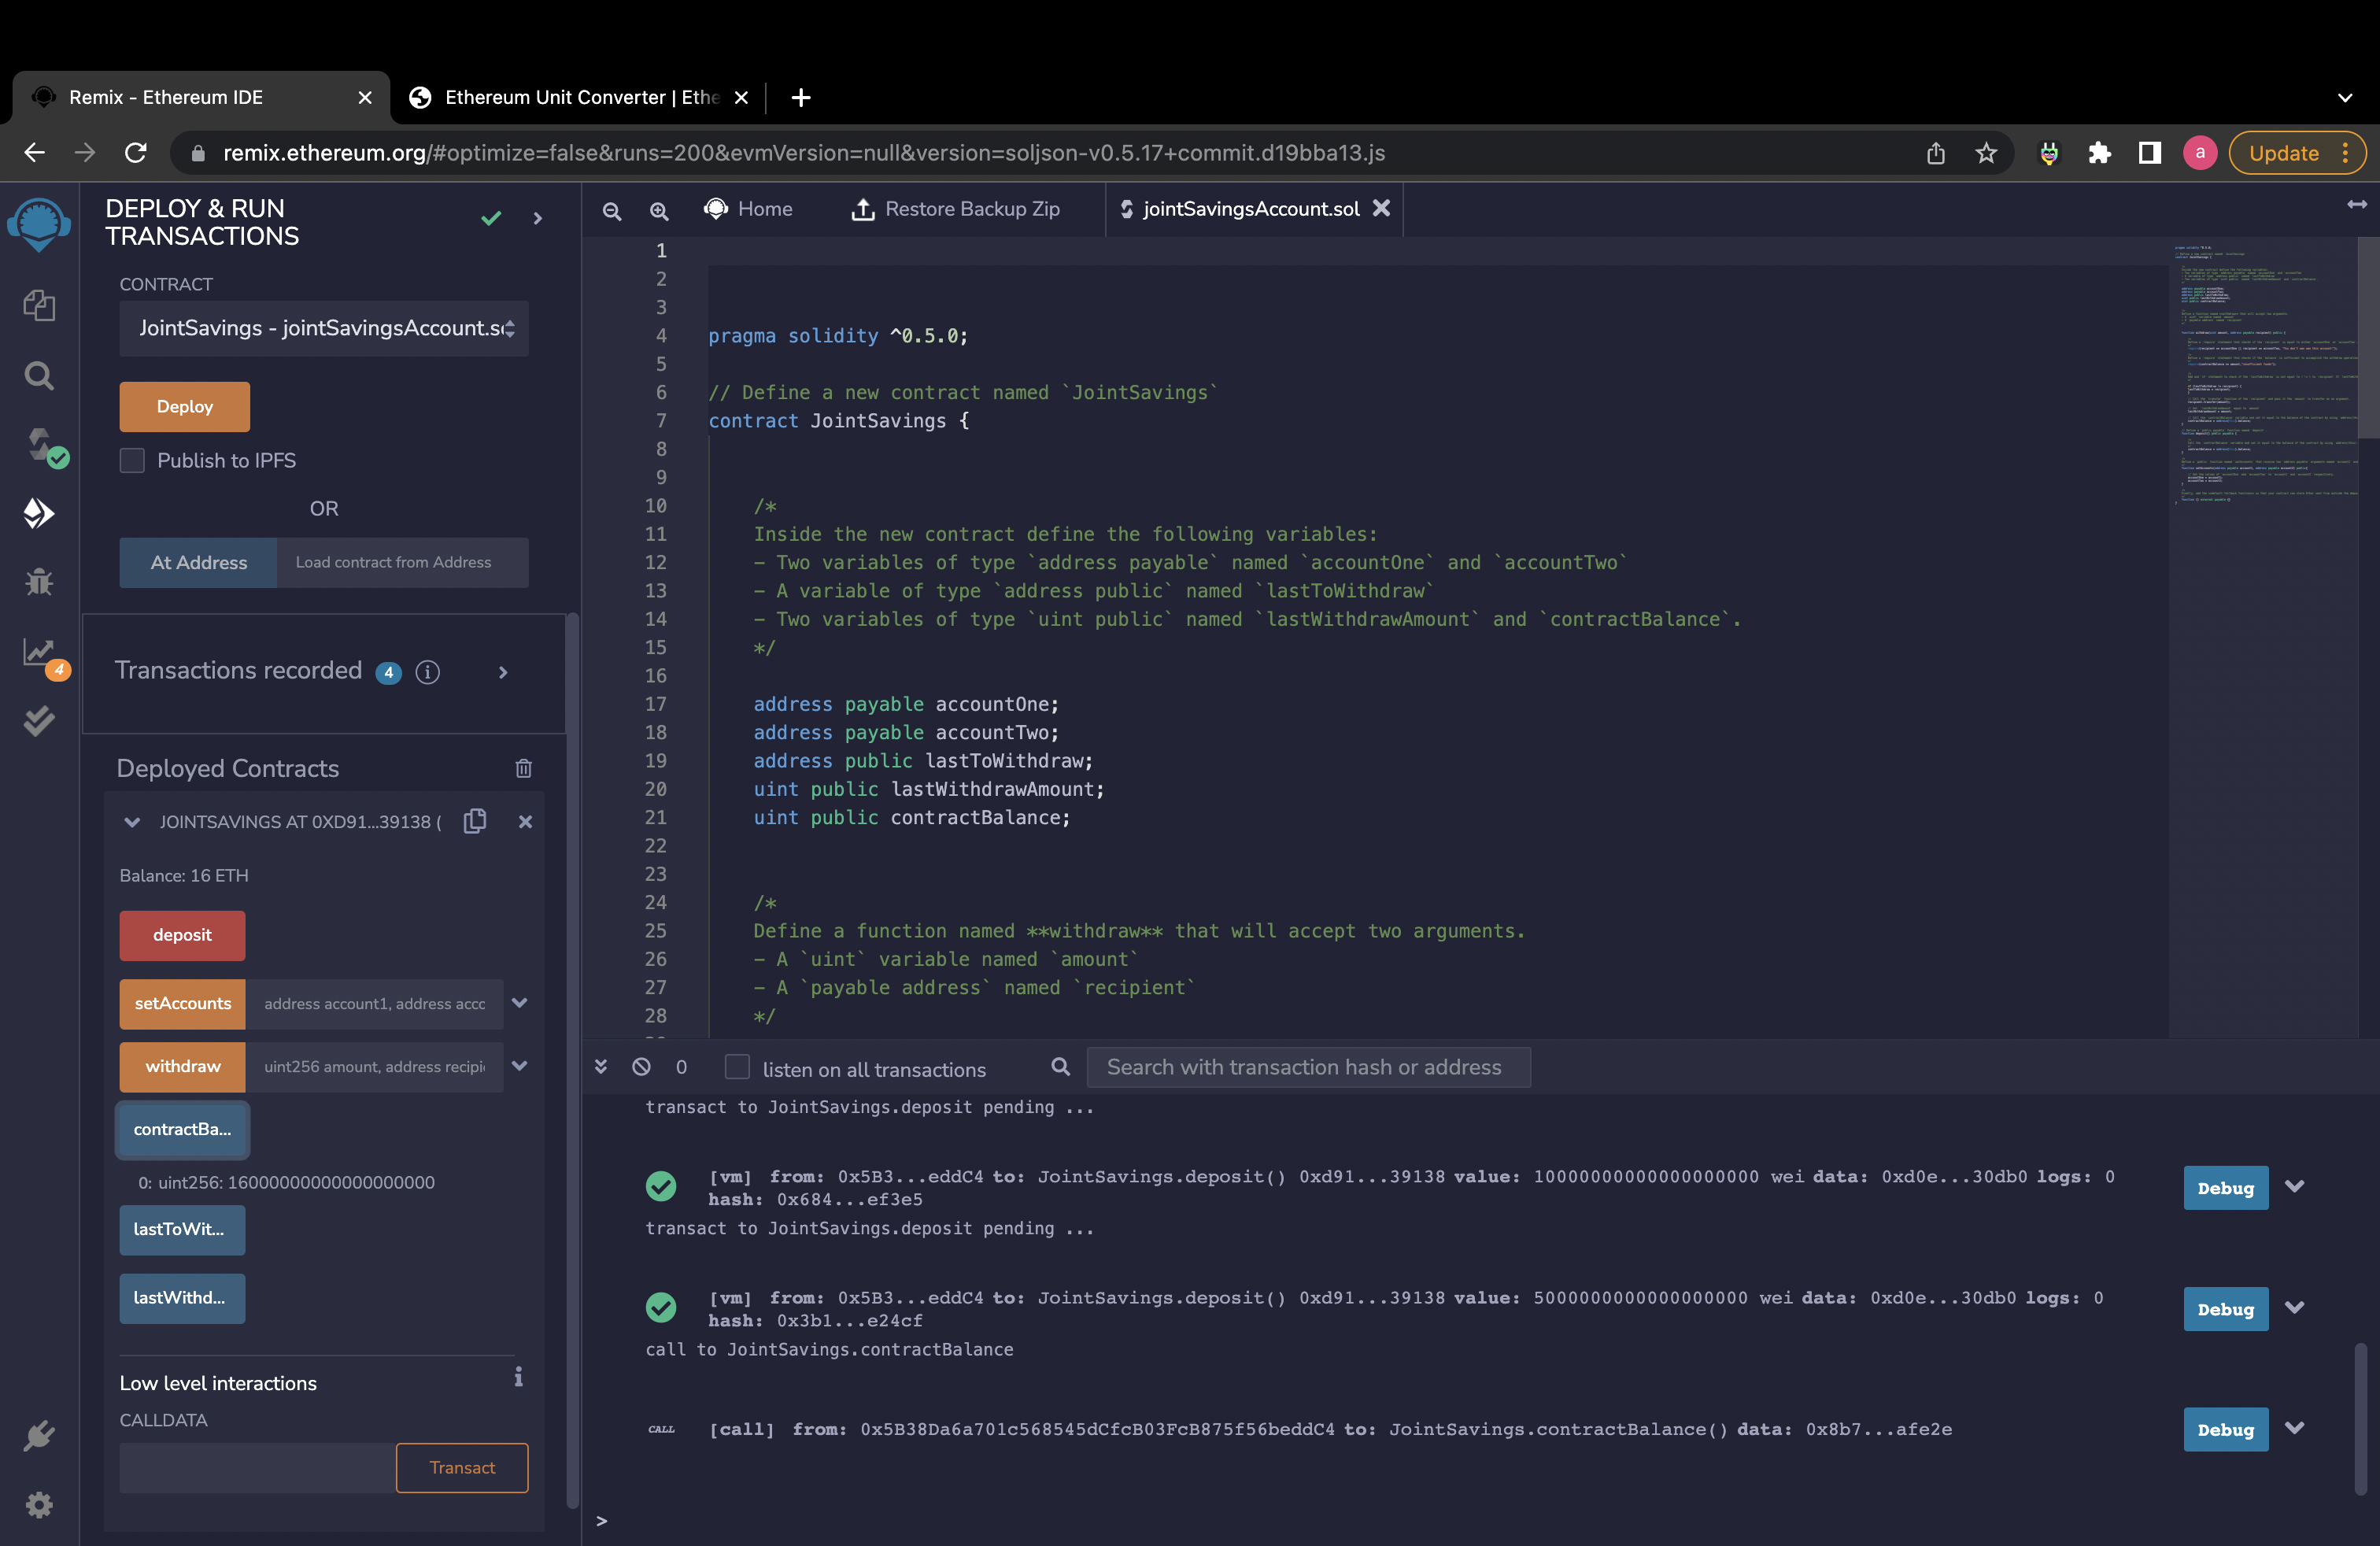 Remix - Ethereum IDE
Ethereum Unit Converter | Ethe
remix.ethereum.org/#optimize=false&runs=200&evmVersion=null&version=soljson-v0.5.17+commit.d19bba13.js
a
Update
DEPLOY & RUN
TRANSACTIONS
CONTRACT
JointSavings - jointSavingsAccount.so
Deploy
Publish to IPFS
OR
At Address
Load contract from Address
4
Transactions recorded 4 i
Deployed Contracts
JOINTSAVINGS AT 0XD91...39138 (
Balance: 16 ETH
deposit
setAccounts
address account1, address acco
withdraw
uint256 amount, address recipi
contractBa...
0: uint256: 16000000000000000000
lastToWit...
lastWithd...
Low level interactions
i
CALLDATA
Transact
Home
Restore Backup Zip
jointSavingsAccount.sol
1
2
3
4 pragma solidity ^0.5.0;
5
6 // Define a new contract named `JointSavings`
7 contract JointSavings {
8
9
10 /*
11 Inside the new contract define the following variables:
12 - Two variables of type `address payable` named `accountOne` and `accountTwo`
13 - A variable of type `address public` named `lastToWithdraw`
14 - Two variables of type `uint public` named `lastWithdrawAmount` and `contractBalance`.
15 */
16
17 address payable accountOne;
18 address payable accountTwo;
19 address public lastToWithdraw;
20 uint public lastWithdrawAmount;
21 uint public contractBalance;
22
23
24 /*
25 Define a function named **withdraw** that will accept two arguments.
26 - A `uint` variable named `amount`
27 - A `payable address` named `recipient`
28 */
0
listen on all transactions
Search with transaction hash or address
transact to JointSavings.deposit pending ...
[vm] from: 0x5B3...eddC4 to: JointSavings.deposit() 0xd91...39138 value: 10000000000000000000 wei data: 0xd0e...30db0 logs: 0
hash: 0x684...ef3e5
Debug
transact to JointSavings.deposit pending ...
[vm] from: 0x5B3...eddC4 to: JointSavings.deposit() 0xd91...39138 value: 5000000000000000000 wei data: 0xd0e...30db0 logs: 0
hash: 0x3b1...e24cf
Debug
call to JointSavings.contractBalance
CALL [call] from: 0x5B38Da6a701c568545dCfcB03FcB875f56beddC4 to: JointSavings.contractBalance() data: 0x8b7...afe2e
Debug
>